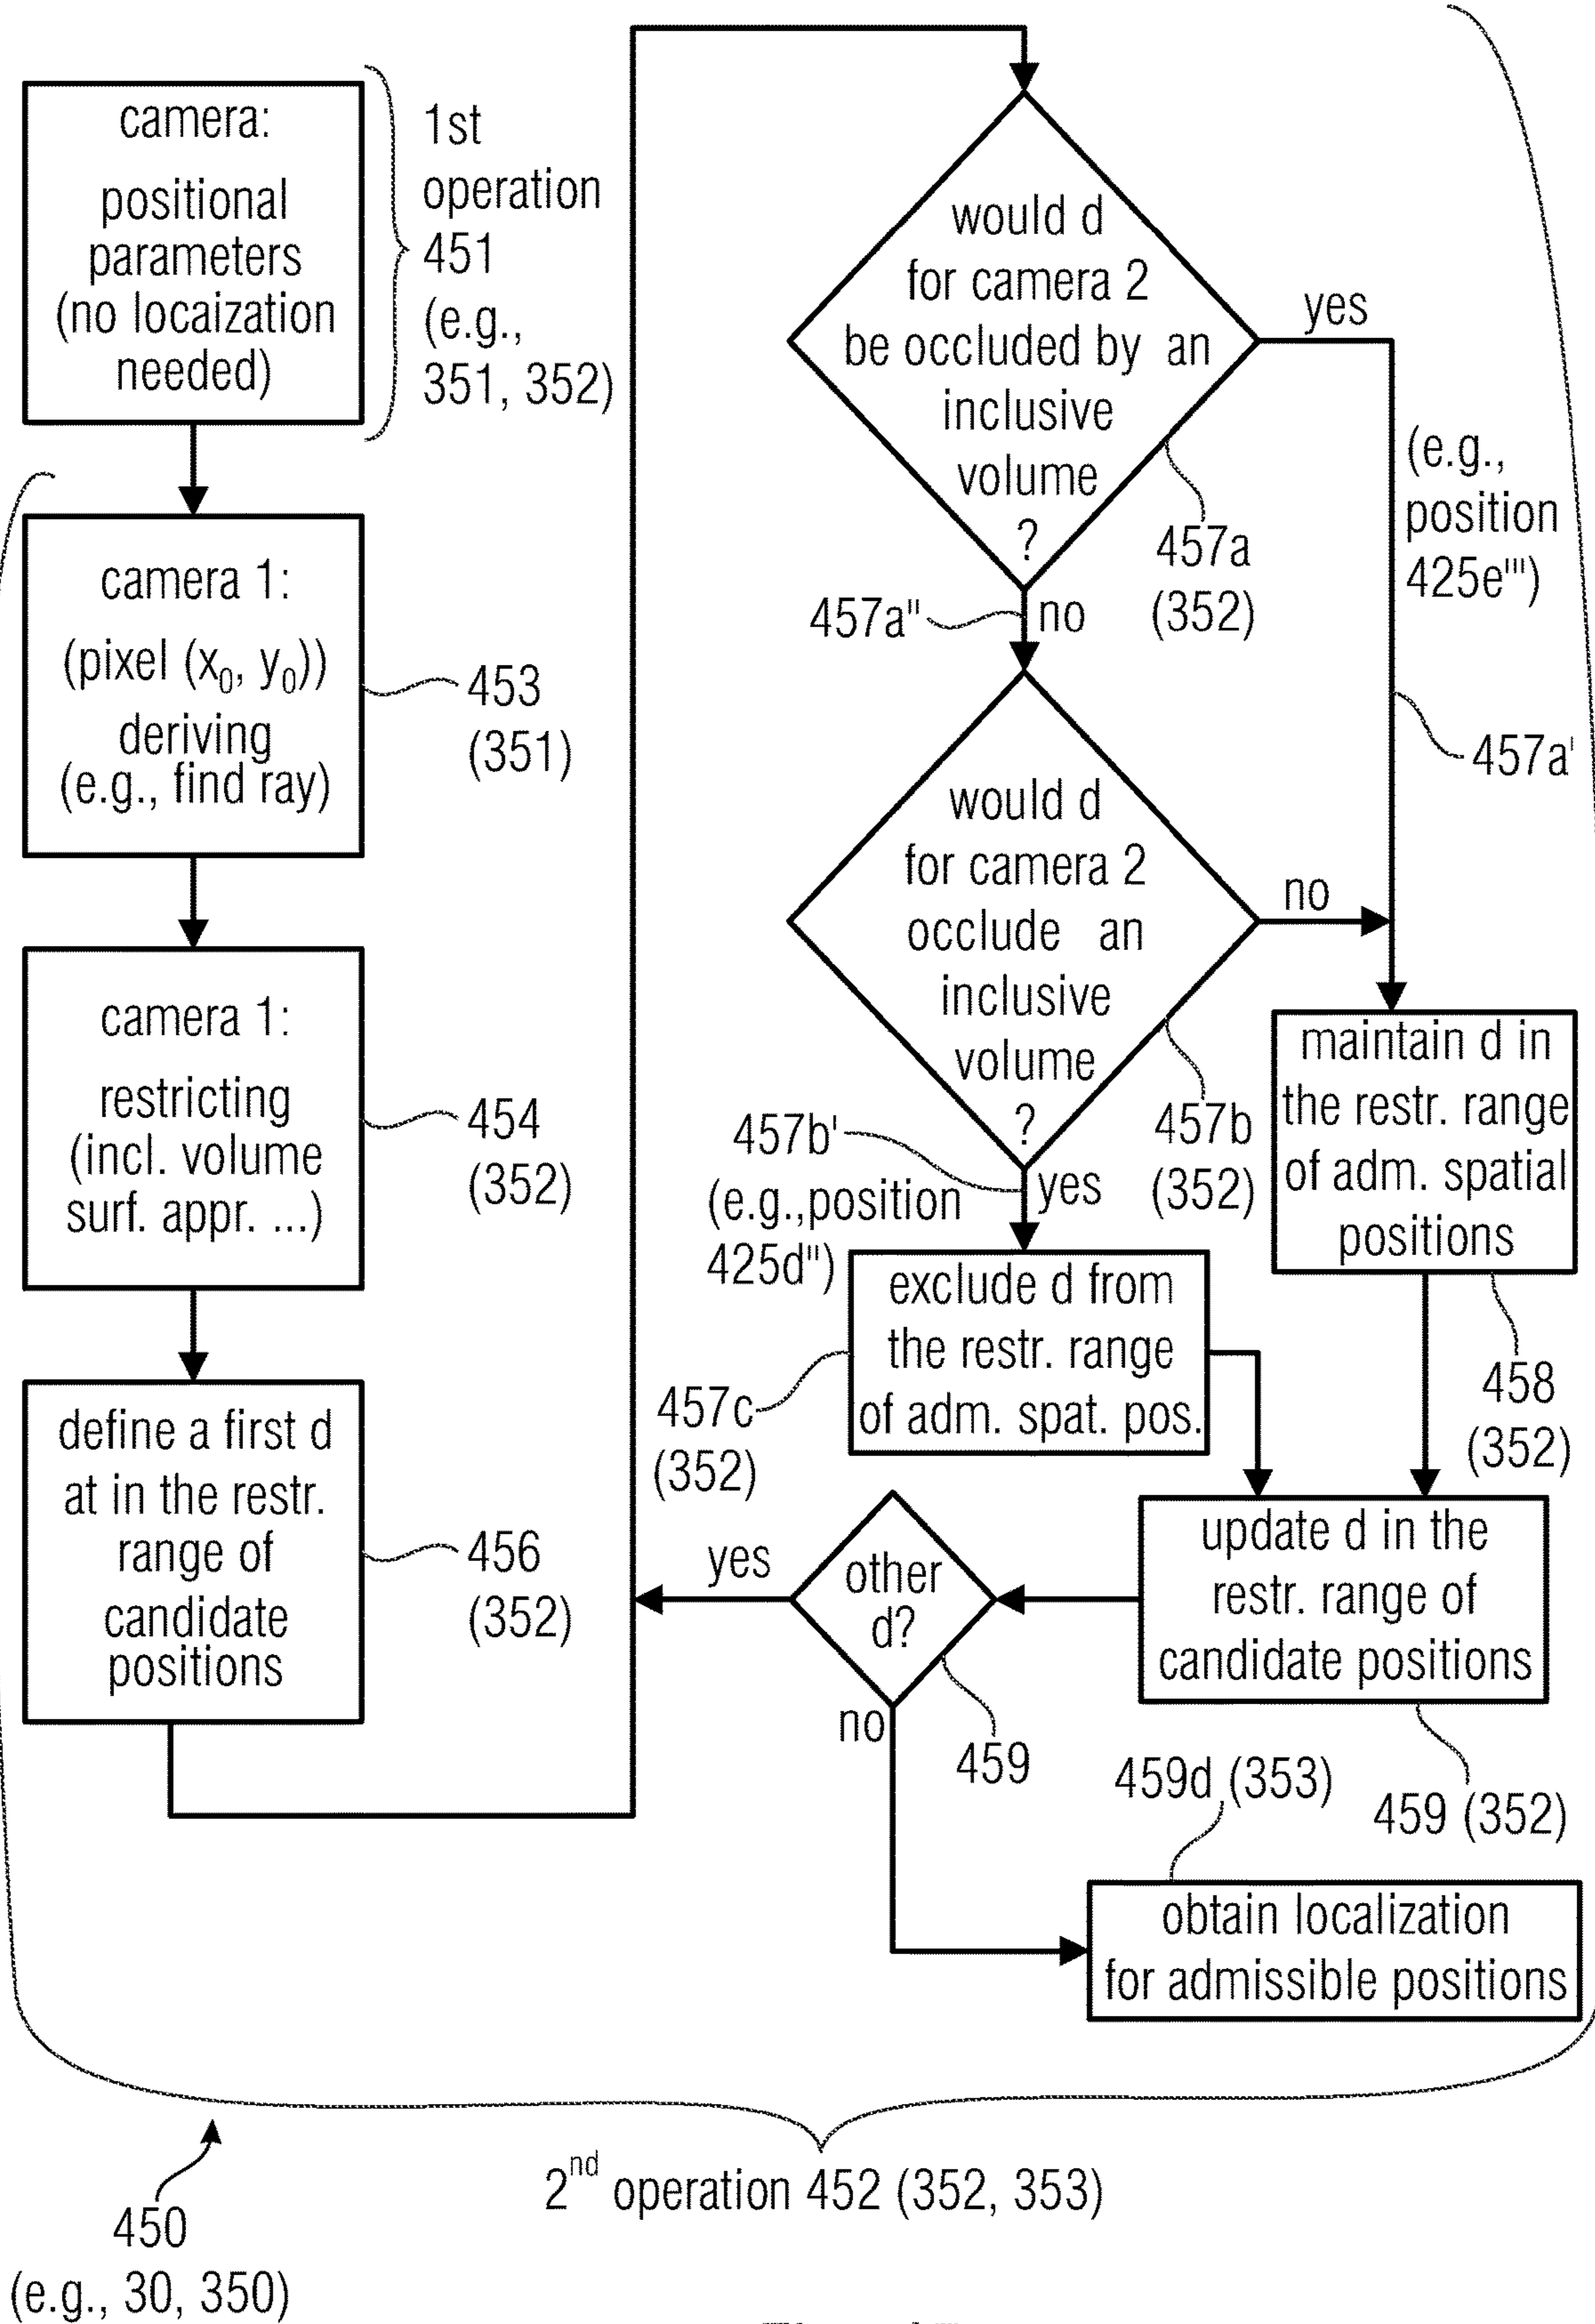 camera:
positional
parameters
(no locaization
needed)
1st
operation
451
(e.g.,
351, 352)
camera 1:
(pixel (x₀, y₀))
deriving
(e.g., find ray)
453
(351)
camera 1:
restricting
(incl. volume
surf. appr. ...)
454
(352)
define a first d
at in the restr.
range of
candidate
positions
456
(352)
would d
for camera 2
be occluded by an
inclusive
volume
?
yes
457a
(352)
(e.g.,
position
425e''')
457a'
457a''
no
would d
for camera 2
occlude an
inclusive
volume
?
no
457b
(352)
457b'
yes
(e.g.,position
425d'')
maintain d in
the restr. range
of adm. spatial
positions
458
(352)
exclude d from
the restr. range
of adm. spat. pos.
457c
(352)
update d in the
restr. range of
candidate positions
459 (352)
other
d?
yes
no
459
459d (353)
obtain localization
for admissible positions
2nd operation 452 (352, 353)
450
(e.g., 30, 350)